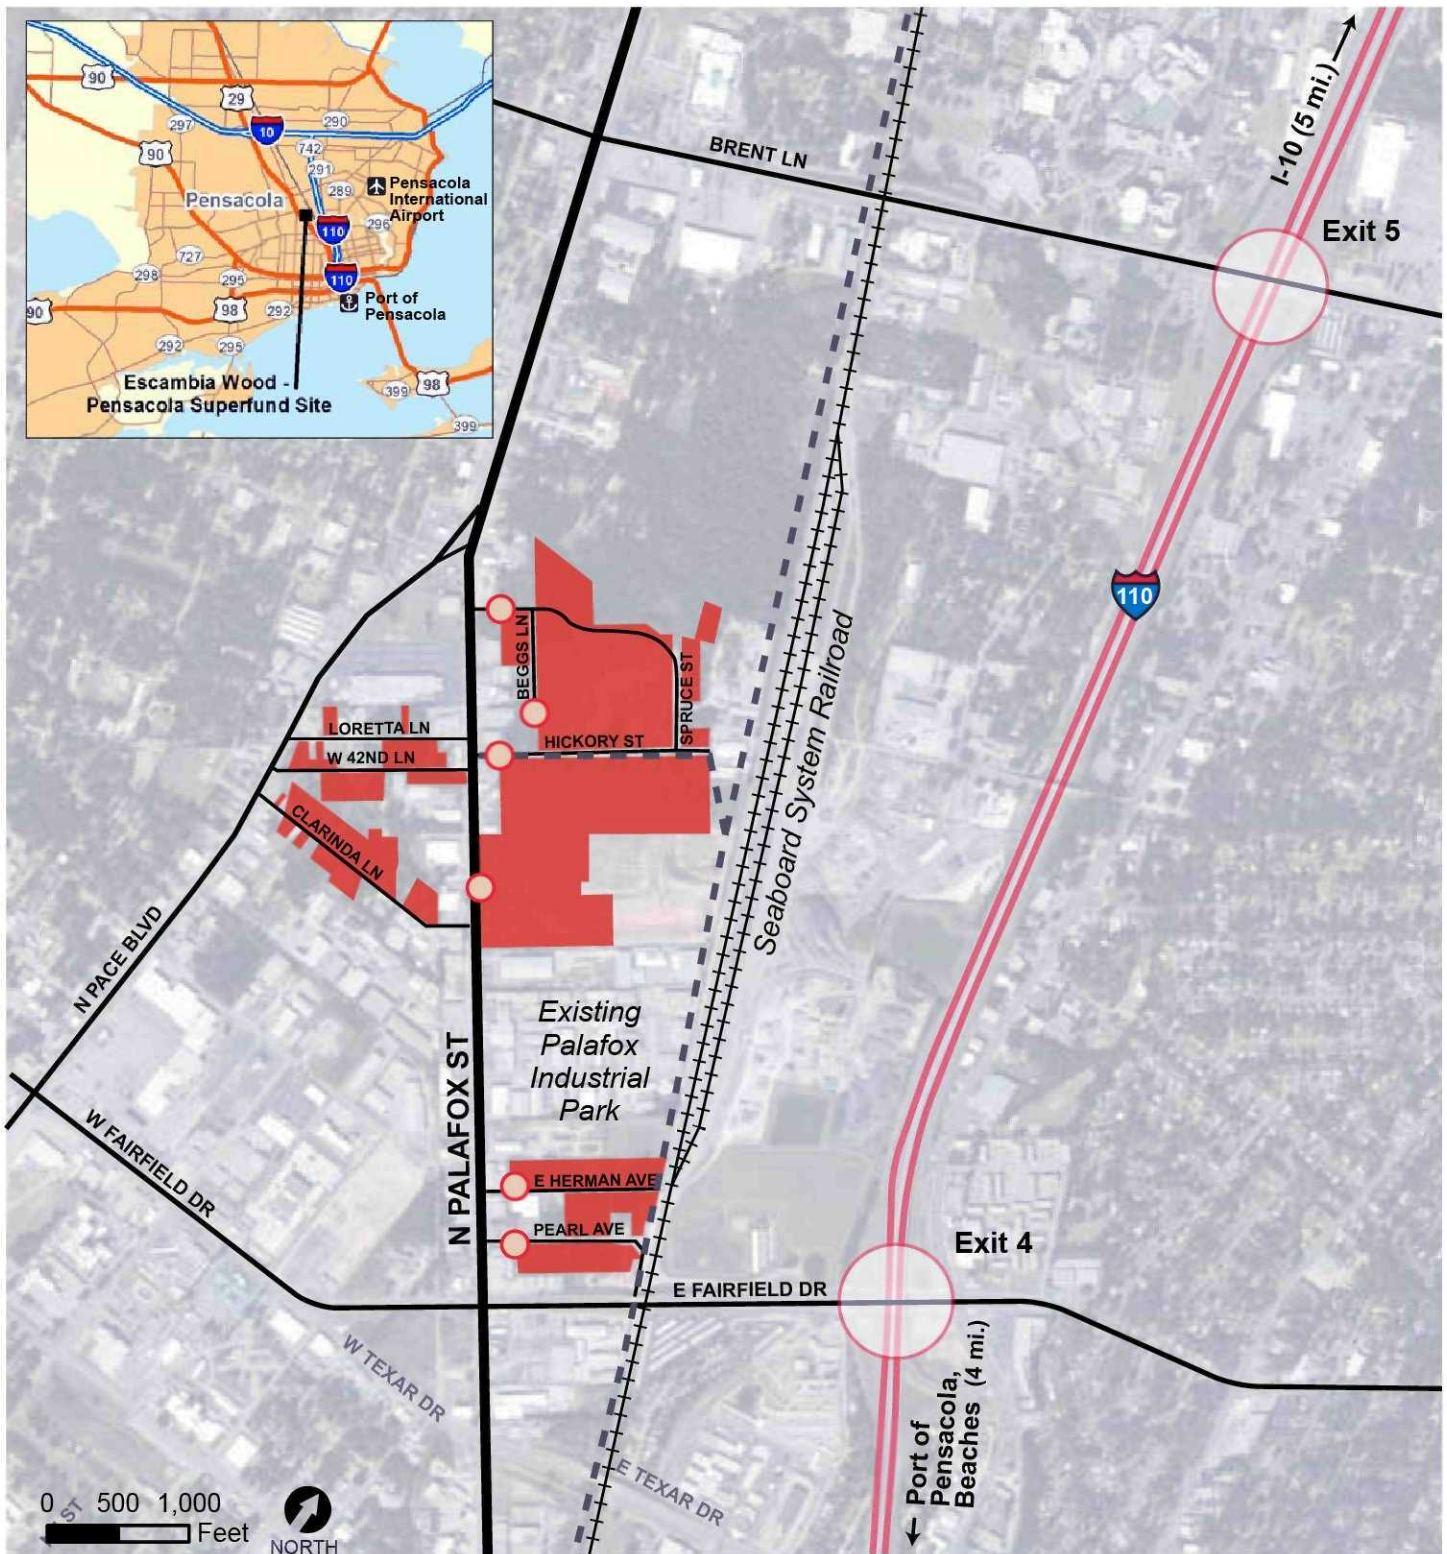 90
29
297
10
290
742
90
291
Pensacola
289
Pensacola
International
Airport
110
296
727
298
295
110
90
98
292
Port of
Pensacola
292
295
Escambia Wood -
Pensacola Superfund Site
399
98
399
I-10 (5 mi.)
BRENT LN
Exit 5
110
BEGGS LN
SPRUCE ST
Seaboard System Railroad
LORETTA LN
HICKORY ST
W 42ND LN
CLARINDA LN
N PACE BLVD
Existing
Palafox
Industrial
Park
N PALAFOX ST
W FAIRFIELD DR
E HERMAN AVE
PEARL AVE
Exit 4
E FAIRFIELD DR
W TEXAR DR
Port of
Pensacola,
Beaches (4 mi.)
E TEXAR DR
0 500 1,000
Feet
ST
NORTH